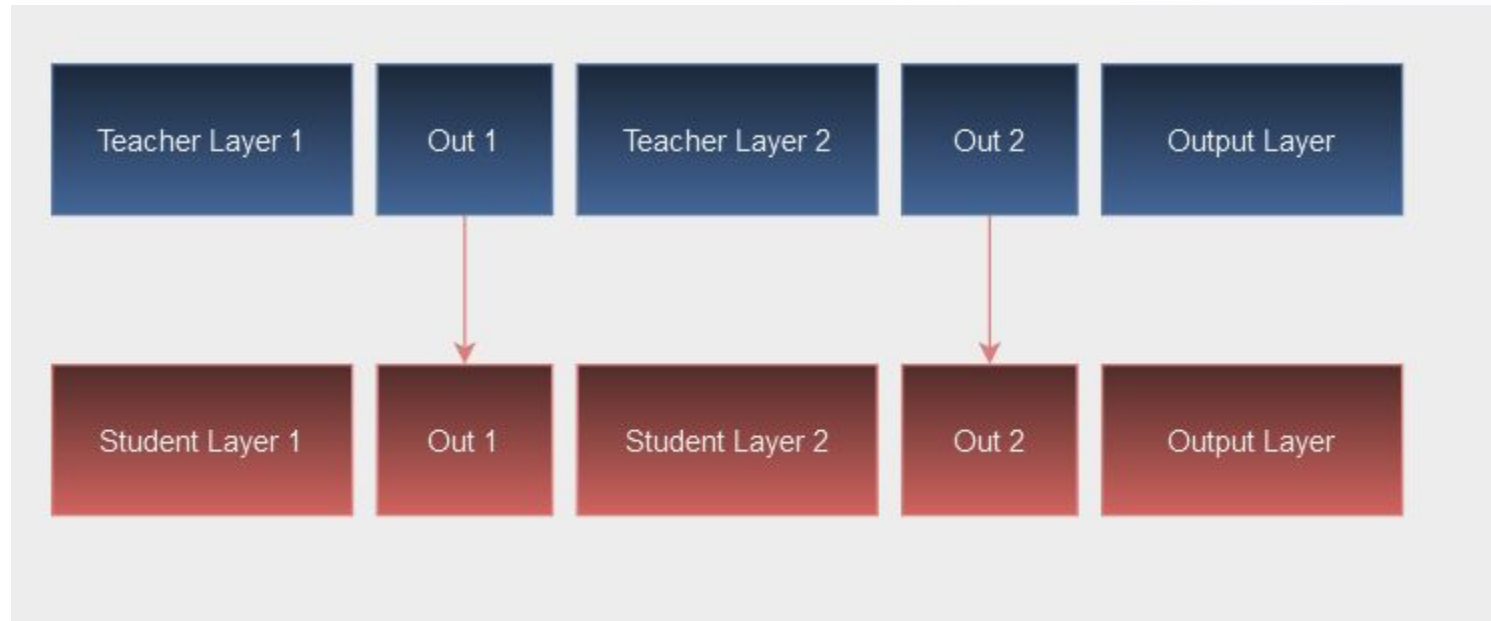 Teacher Layer 1
Out 1
Teacher Layer 2
Out 2
Output Layer
Student Layer 1
Out 1
Student Layer 2
Out 2
Output Layer